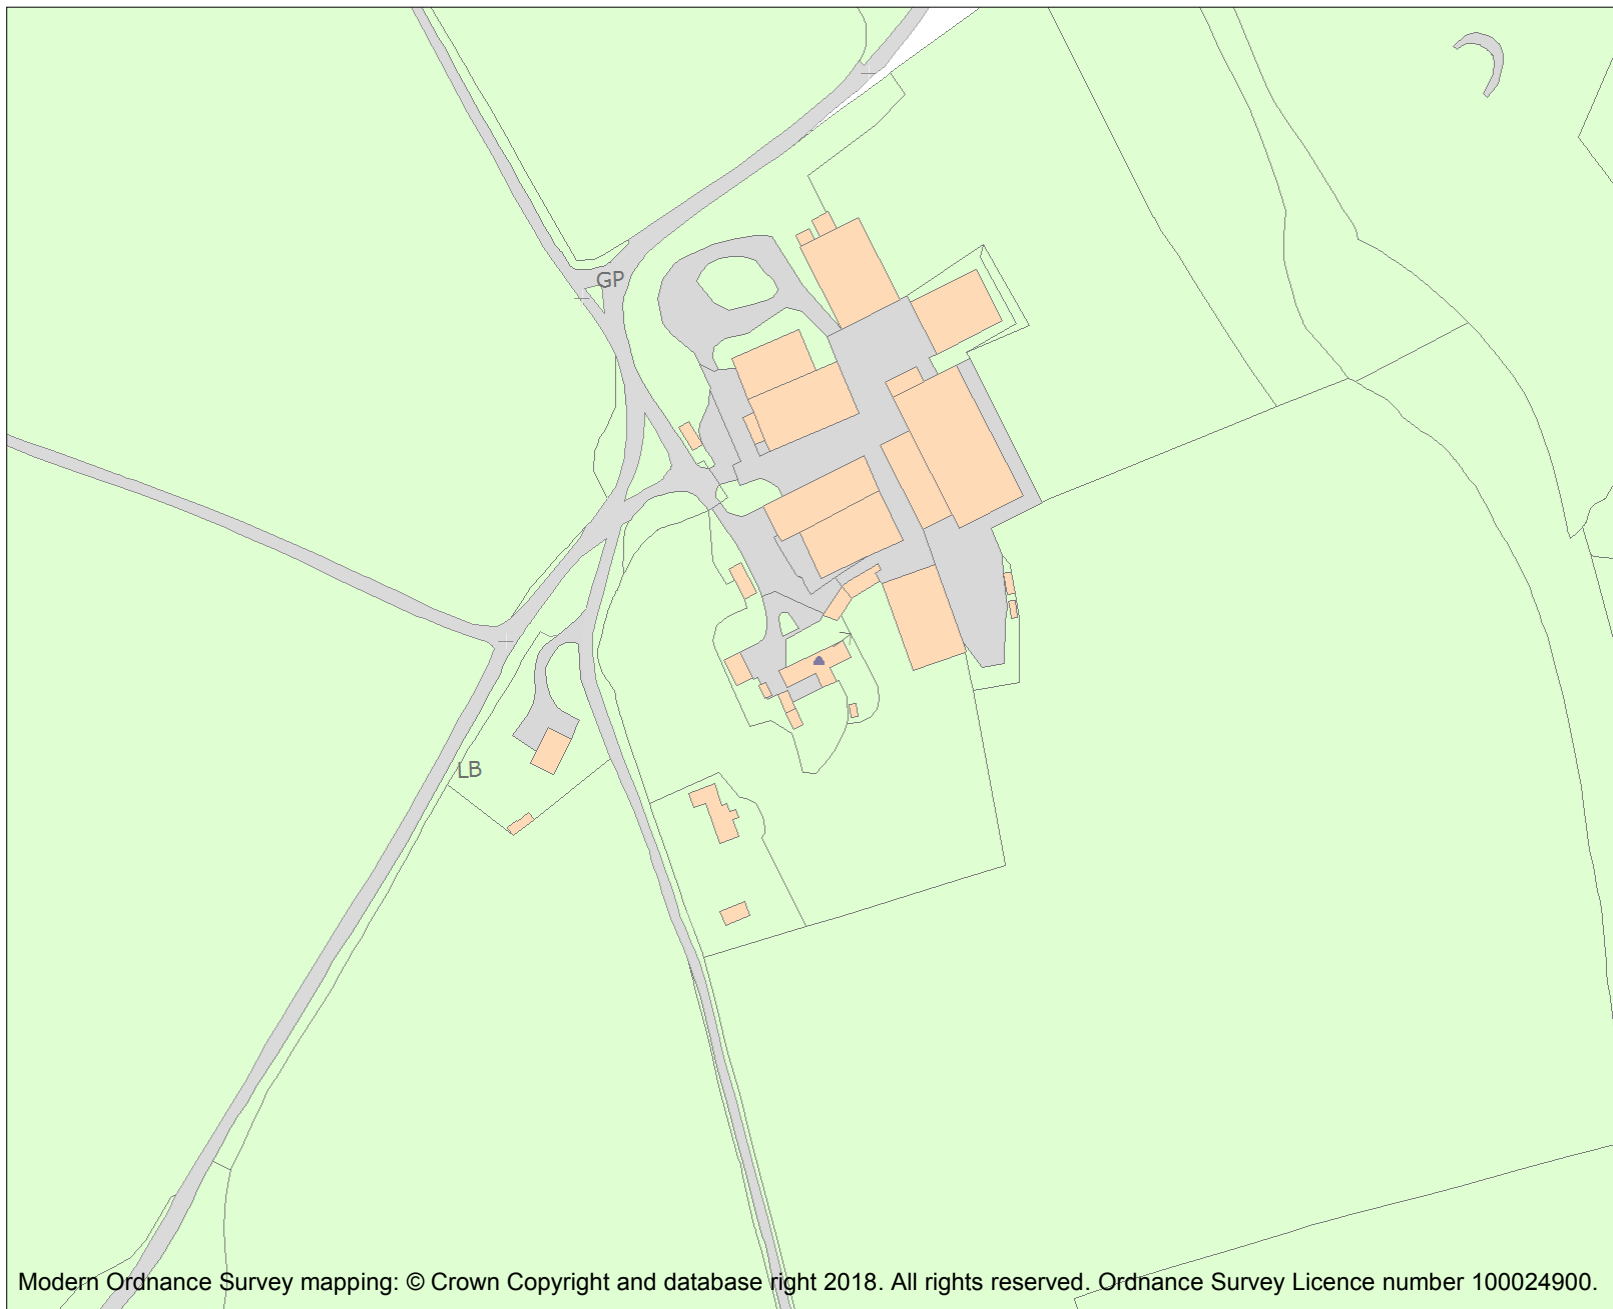 GP
LB
Modern Ordnance Survey mapping: © Crown Copyright and database right 2018. All rights reserved. Ordnance Survey Licence number 100024900.